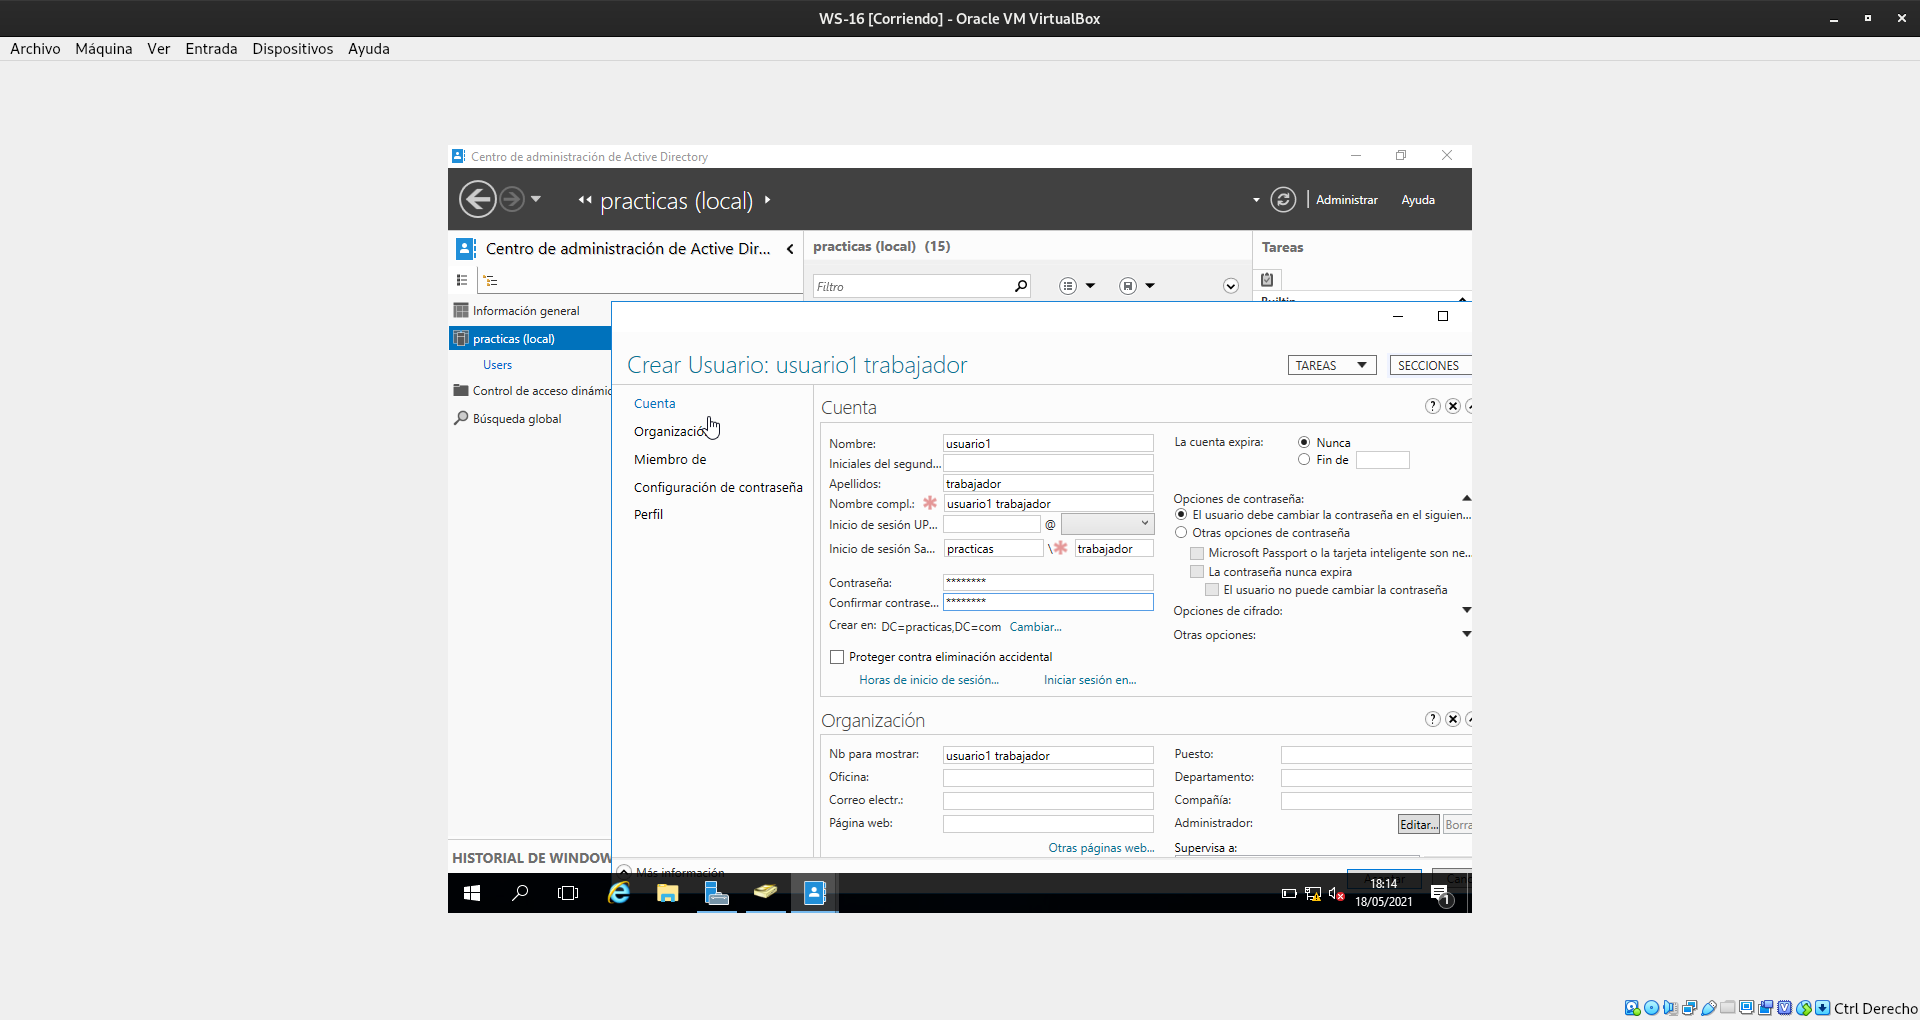 WS-16 [Corriendo] - Oracle VM VirtualBox
Archivo Máquina Ver Entrada Dispositivos Ayuda
Centro de administración de Active Directory
practicas (local)
Administrar Ayuda
Centro de administración de Active Dir...
practicas (local) (15)
Tareas
Filtro
Información general
practicas (local)
Users
Control de acceso dinámic
Búsqueda global
Crear Usuario: usuario1 trabajador
TAREAS
SECCIONES
Cuenta
Organización
Miembro de
Configuración de contraseña
Perfil
Cuenta
Nombre: usuario1
Iniciales del segund...
Apellidos: trabajador
Nombre compl.: * usuario1 trabajador
Inicio de sesión UP... @
Inicio de sesión Sa... practicas \* trabajador
Contraseña: ********
Confirmar contrase... ********
Crear en: DC=practicas,DC=com Cambiar...
Proteger contra eliminación accidental
Horas de inicio de sesión... Iniciar sesión en...
La cuenta expira: Nunca
Fin de
Opciones de contraseña:
El usuario debe cambiar la contraseña en el siguien...
Otras opciones de contraseña
Microsoft Passport o la tarjeta inteligente son ne...
La contraseña nunca expira
El usuario no puede cambiar la contraseña
Opciones de cifrado:
Otras opciones:
Organización
Nb para mostrar: usuario1 trabajador
Oficina:
Correo electr.:
Página web:
Otras páginas web...
Puesto:
Departamento:
Compañía:
Administrador: Editar... Borra
Supervisa a:
HISTORIAL DE WINDOW
Más información
18:14
18/05/2021
1
Ctrl Derecho